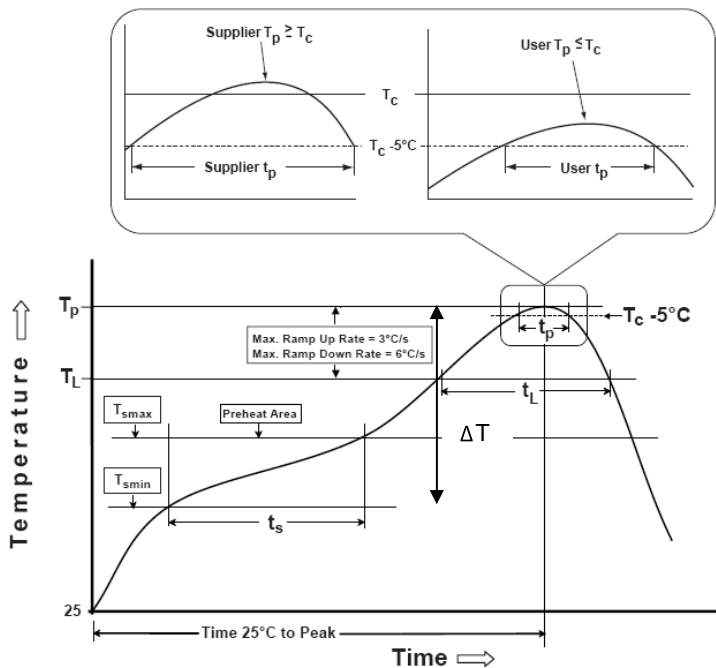 Supplier Tp ≥ Tc
User Tp ≤ Tc
Tc
Tc -5°C
Supplier tp
User tp
Tp
Tc -5°C
tp
Max. Ramp Up Rate = 3°C/s
Max. Ramp Down Rate = 6°C/s
TL
tL
Tsmax
Preheat Area
ΔT
Tsmin
ts
Temperature
25
Time 25°C to Peak
Time